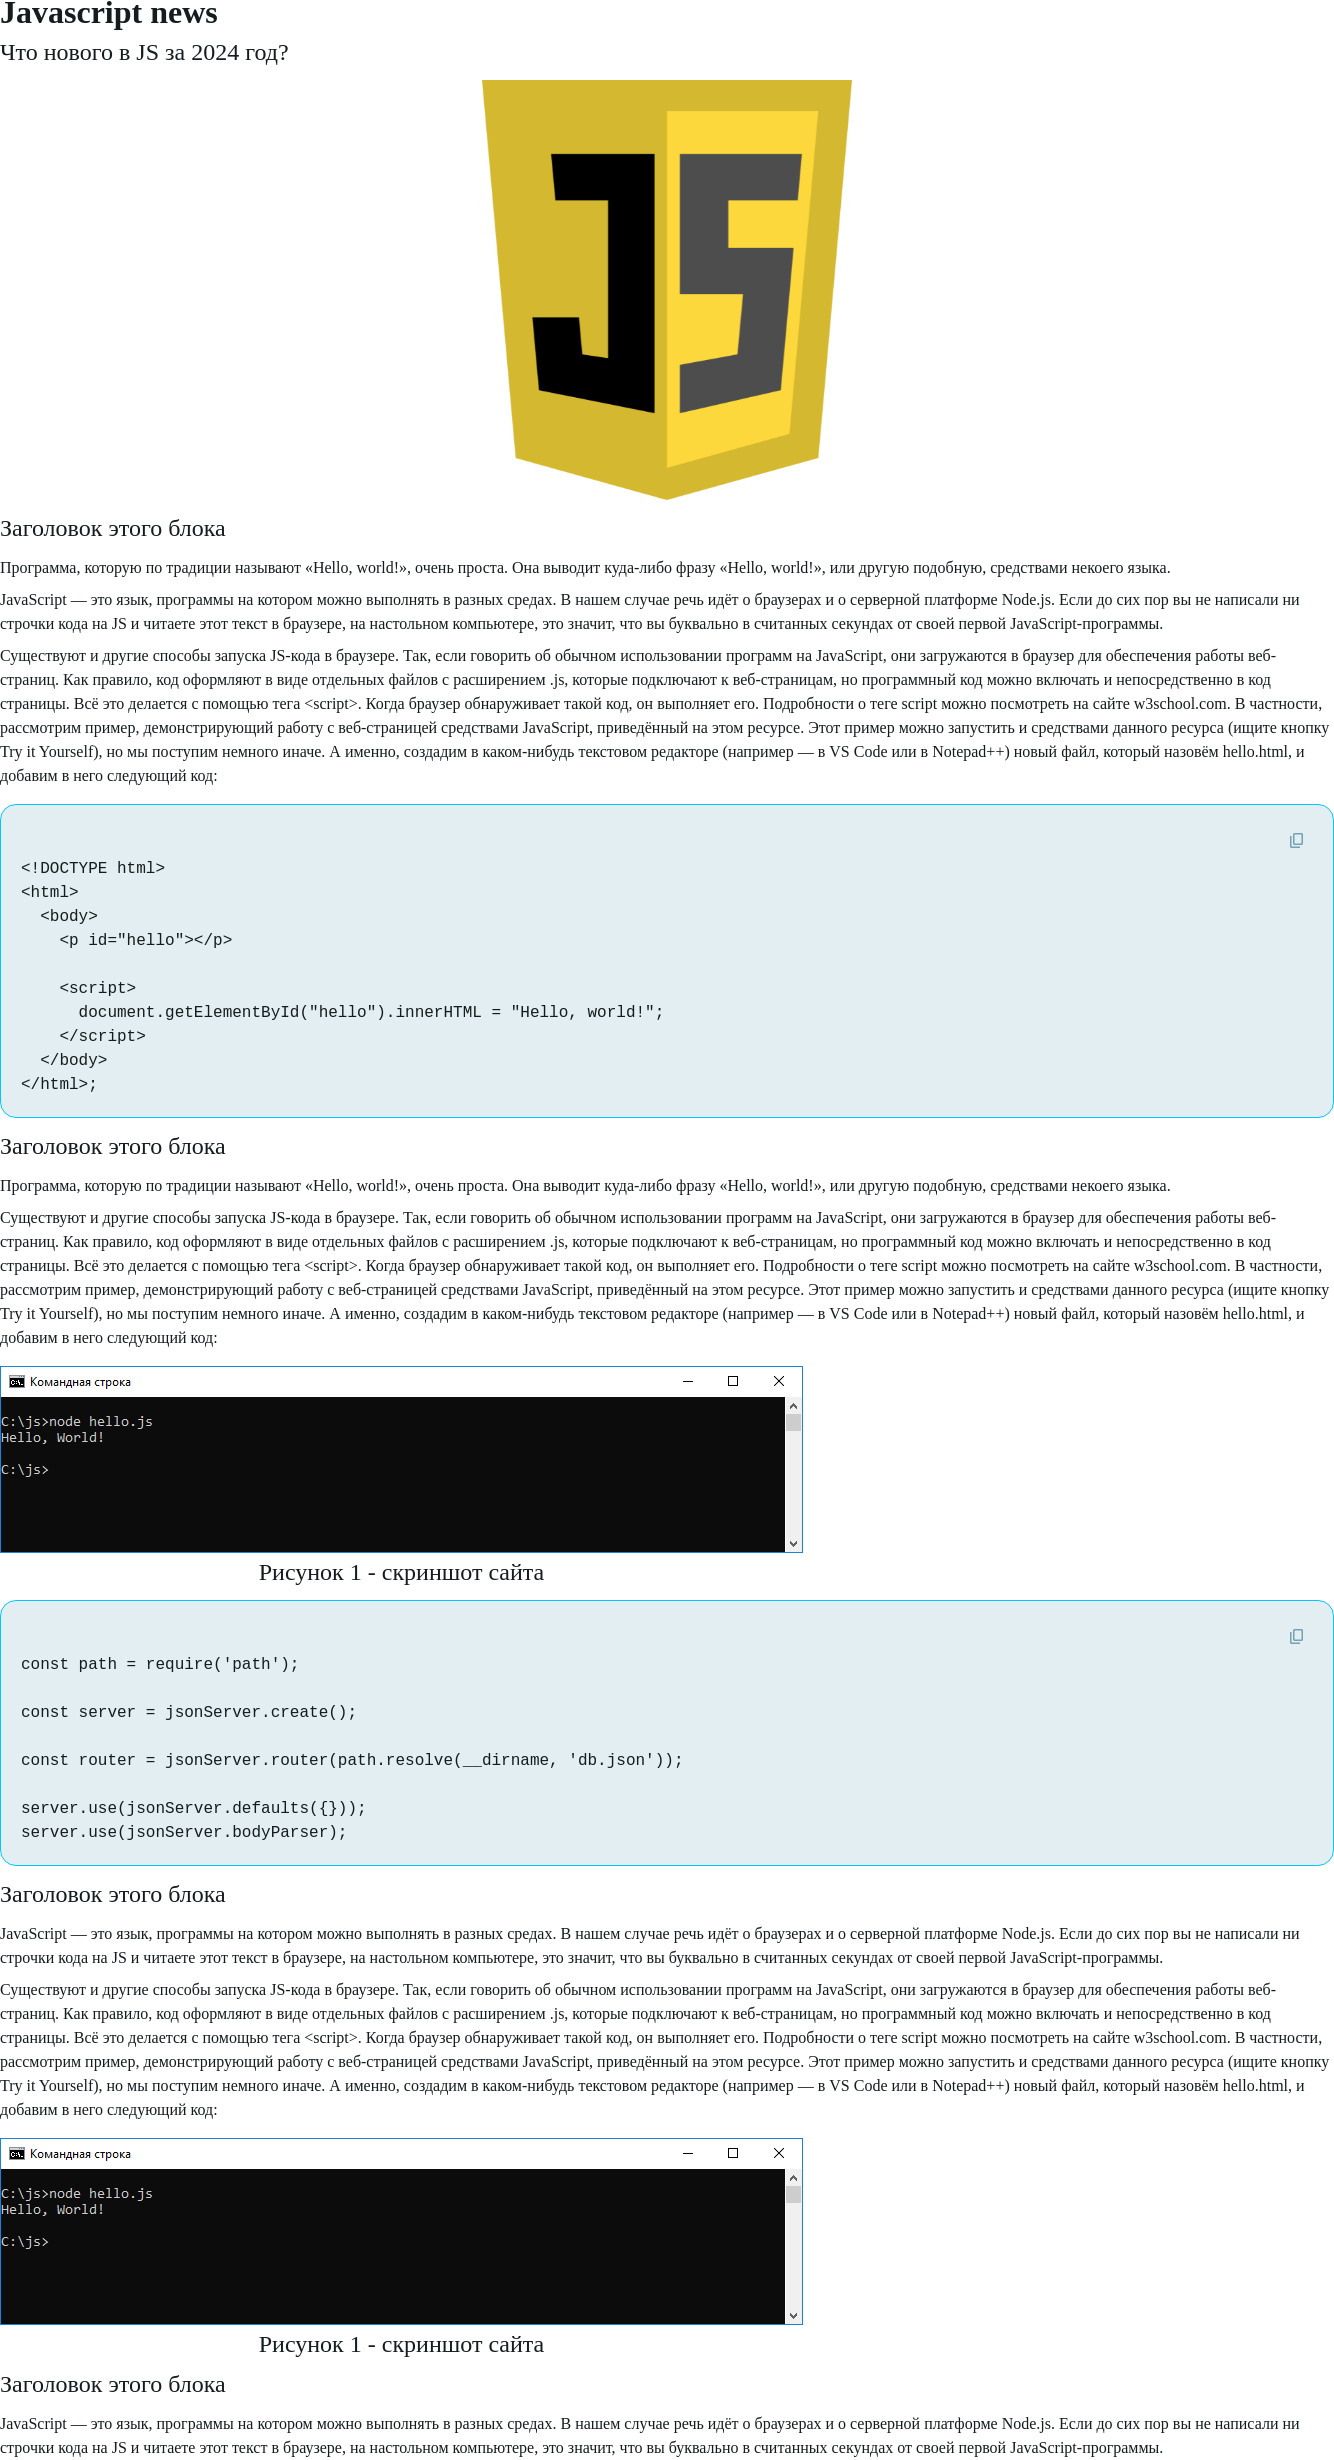 Javascript news
Что нового в JS за 2024 год?
JS
Заголовок этого блока
Программа, которую по традиции называют «Hello, world!», очень проста. Она выводит куда-либо фразу «Hello, world!», или другую подобную, средствами некоего языка.
JavaScript — это язык, программы на котором можно выполнять в разных средах. В нашем случае речь идёт о браузерах и о серверной платформе Node.js. Если до сих пор вы не написали ни
строчки кода на JS и читаете этот текст в браузере, на настольном компьютере, это значит, что вы буквально в считанных секундах от своей первой JavaScript-программы.
Существуют и другие способы запуска JS-кода в браузере. Так, если говорить об обычном использовании программ на JavaScript, они загружаются в браузер для обеспечения работы веб-
страниц. Как правило, код оформляют в виде отдельных файлов с расширением .js, которые подключают к веб-страницам, но программный код можно включать и непосредственно в код
страницы. Всё это делается с помощью тега <script>. Когда браузер обнаруживает такой код, он выполняет его. Подробности о теге script можно посмотреть на сайте w3school.com. В частности,
рассмотрим пример, демонстрирующий работу с веб-страницей средствами JavaScript, приведённый на этом ресурсе. Этот пример можно запустить и средствами данного ресурса (ищите кнопку
Try it Yourself), но мы поступим немного иначе. А именно, создадим в каком-нибудь текстовом редакторе (например — в VS Code или в Notepad++) новый файл, который назовём hello.html, и
добавим в него следующий код:
<!DOCTYPE html>
<html>
  <body>
    <p id="hello"></p>
    <script>
      document.getElementById("hello").innerHTML = "Hello, world!";
    </script>
  </body>
</html>;
Заголовок этого блока
Программа, которую по традиции называют «Hello, world!», очень проста. Она выводит куда-либо фразу «Hello, world!», или другую подобную, средствами некоего языка.
Существуют и другие способы запуска JS-кода в браузере. Так, если говорить об обычном использовании программ на JavaScript, они загружаются в браузер для обеспечения работы веб-
страниц. Как правило, код оформляют в виде отдельных файлов с расширением .js, которые подключают к веб-страницам, но программный код можно включать и непосредственно в код
страницы. Всё это делается с помощью тега <script>. Когда браузер обнаруживает такой код, он выполняет его. Подробности о теге script можно посмотреть на сайте w3school.com. В частности,
рассмотрим пример, демонстрирующий работу с веб-страницей средствами JavaScript, приведённый на этом ресурсе. Этот пример можно запустить и средствами данного ресурса (ищите кнопку
Try it Yourself), но мы поступим немного иначе. А именно, создадим в каком-нибудь текстовом редакторе (например — в VS Code или в Notepad++) новый файл, который назовём hello.html, и
добавим в него следующий код:
Командная строка
C:\js>node hello.js
Hello, World!
C:\js>
Рисунок 1 - скриншот сайта
const path = require('path');
const server = jsonServer.create();
const router = jsonServer.router(path.resolve(__dirname, 'db.json'));
server.use(jsonServer.defaults({}));
server.use(jsonServer.bodyParser);
Заголовок этого блока
JavaScript — это язык, программы на котором можно выполнять в разных средах. В нашем случае речь идёт о браузерах и о серверной платформе Node.js. Если до сих пор вы не написали ни
строчки кода на JS и читаете этот текст в браузере, на настольном компьютере, это значит, что вы буквально в считанных секундах от своей первой JavaScript-программы.
Существуют и другие способы запуска JS-кода в браузере. Так, если говорить об обычном использовании программ на JavaScript, они загружаются в браузер для обеспечения работы веб-
страниц. Как правило, код оформляют в виде отдельных файлов с расширением .js, которые подключают к веб-страницам, но программный код можно включать и непосредственно в код
страницы. Всё это делается с помощью тега <script>. Когда браузер обнаруживает такой код, он выполняет его. Подробности о теге script можно посмотреть на сайте w3school.com. В частности,
рассмотрим пример, демонстрирующий работу с веб-страницей средствами JavaScript, приведённый на этом ресурсе. Этот пример можно запустить и средствами данного ресурса (ищите кнопку
Try it Yourself), но мы поступим немного иначе. А именно, создадим в каком-нибудь текстовом редакторе (например — в VS Code или в Notepad++) новый файл, который назовём hello.html, и
добавим в него следующий код:
Командная строка
C:\js>node hello.js
Hello, World!
C:\js>
Рисунок 1 - скриншот сайта
Заголовок этого блока
JavaScript — это язык, программы на котором можно выполнять в разных средах. В нашем случае речь идёт о браузерах и о серверной платформе Node.js. Если до сих пор вы не написали ни
строчки кода на JS и читаете этот текст в браузере, на настольном компьютере, это значит, что вы буквально в считанных секундах от своей первой JavaScript-программы.